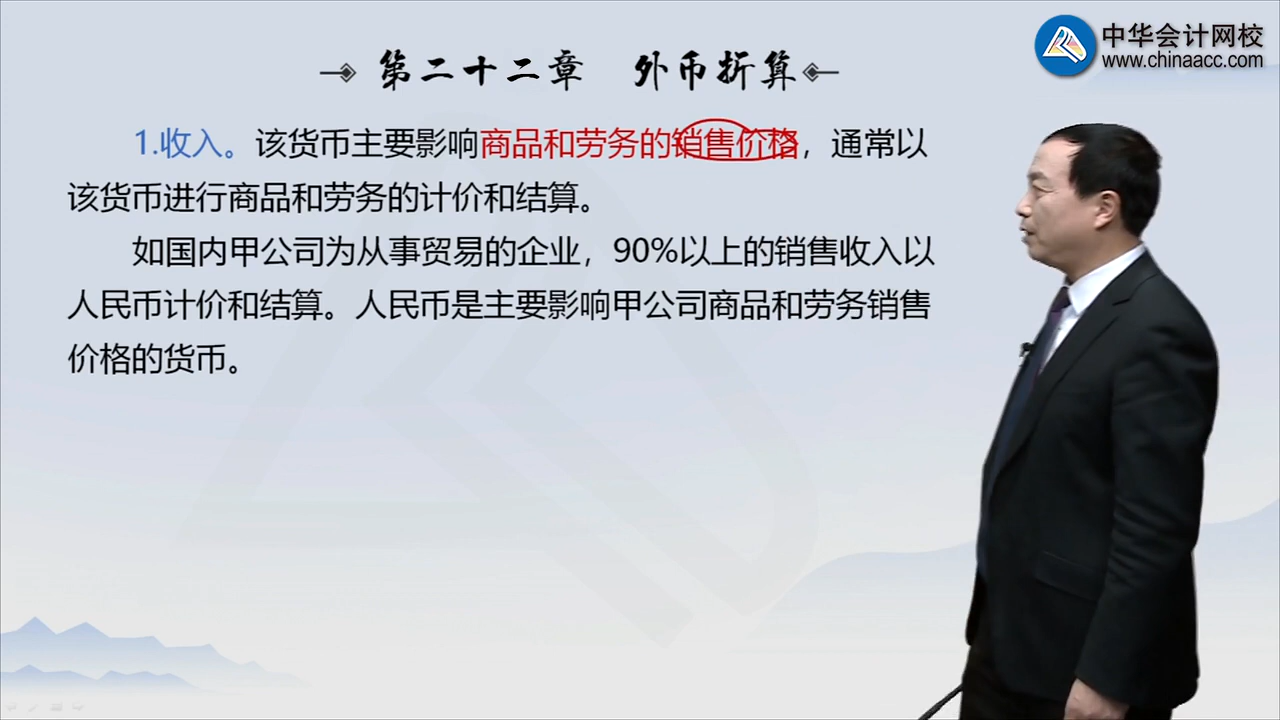 中华会计网校
www.chinaacc.com
第二十二章 外币折算
1.收入。该货币主要影响商品和劳务的销售价格，通常以
该货币进行商品和劳务的计价和结算。
如国内甲公司为从事贸易的企业，90%以上的销售收入以
人民币计价和结算。人民币是主要影响甲公司商品和劳务销售
价格的货币。